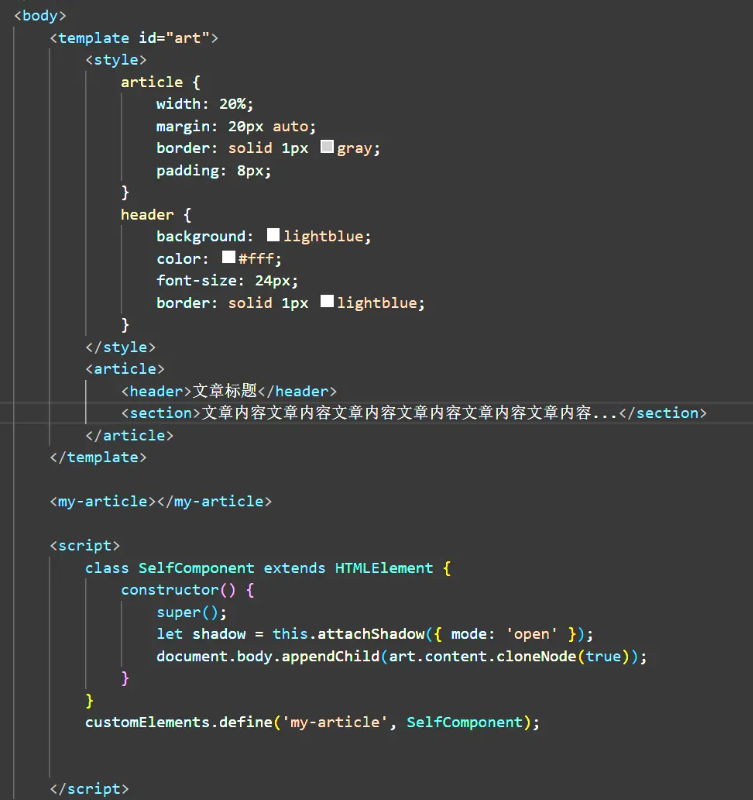 <body>
<template id="art">
<style>
article {
width: 20%;
margin: 20px auto;
border: solid 1px gray;
padding: 8px;
}
header {
background: lightblue;
color: #fff;
font-size: 24px;
border: solid 1px lightblue;
}
</style>
<article>
<header>文章标题</header>
<section>文章内容文章内容文章内容文章内容文章内容文章内容...</section>
</article>
</template>
<my-article></my-article>
<script>
class SelfComponent extends HTMLElement {
constructor() {
super();
let shadow = this.attachShadow({ mode: 'open' });
document.body.appendChild(art.content.cloneNode(true));
}
}
customElements.define('my-article', SelfComponent);
</script>